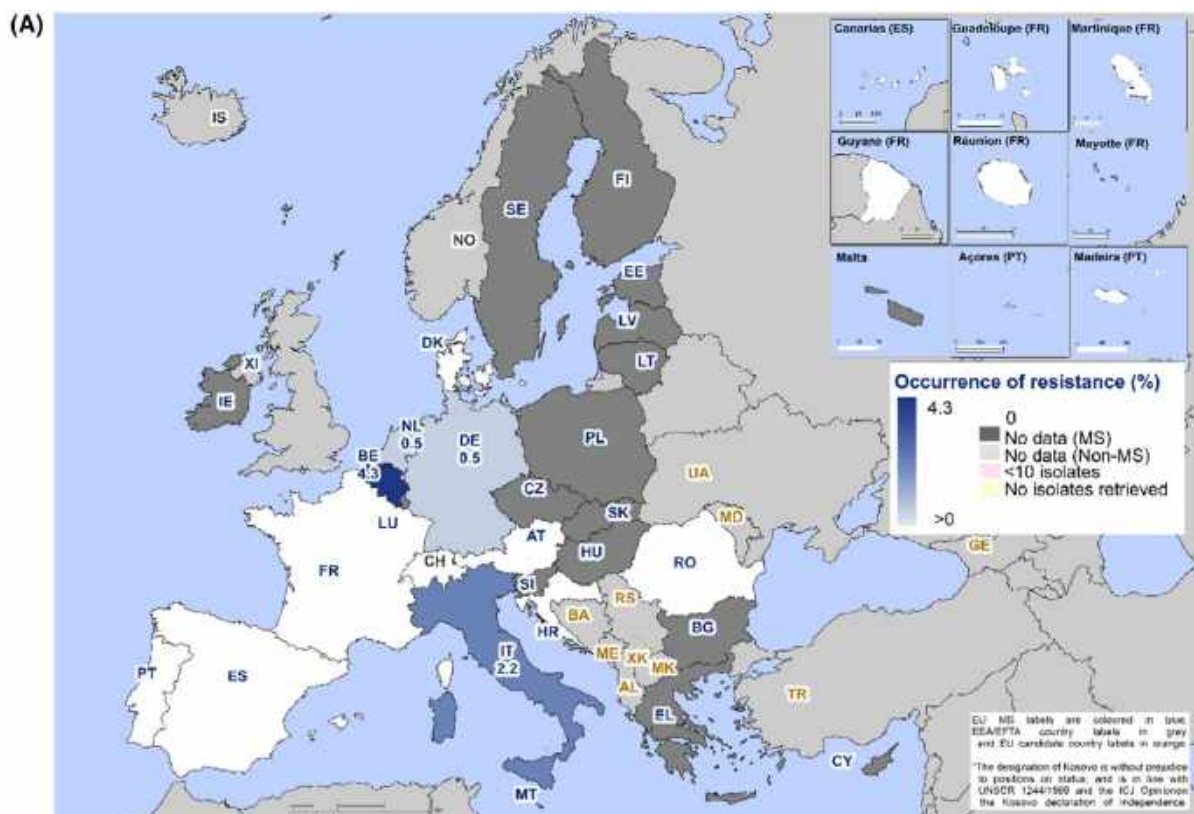 (A)
Canarias (ES)
Guadeloupe (FR)
Martinique (FR)
IS
Guyane (FR)
Réunion (FR)
Mayotte (FR)
FI
SE
NO
Malta
Açores (PT)
Madeira (PT)
EE
LV
DK
LT
XI
IE
Occurrence of resistance (%)
4.3
0
No data (MS)
No data (Non-MS)
<10 isolates
No isolates retrieved
>0
NL
0.5
DE
0.5
PL
BE
4.3
UA
CZ
LU
SK
MD
AT
HU
GE
CH
FR
RO
SI
RS
BA
HR
BG
IT
2.2
ME
XK
MK
PT
ES
AL
TR
EL
CY
MT
EU MS labels are coloured in blue,
EEA/EFTA country labels in grey
and EU candidate country labels in orange.
*The designation of Kosovo is without prejudice
to positions on status, and is in line with
UNSCR 1244/1999 and the ICJ Opinion on
the Kosovo declaration of Independence.